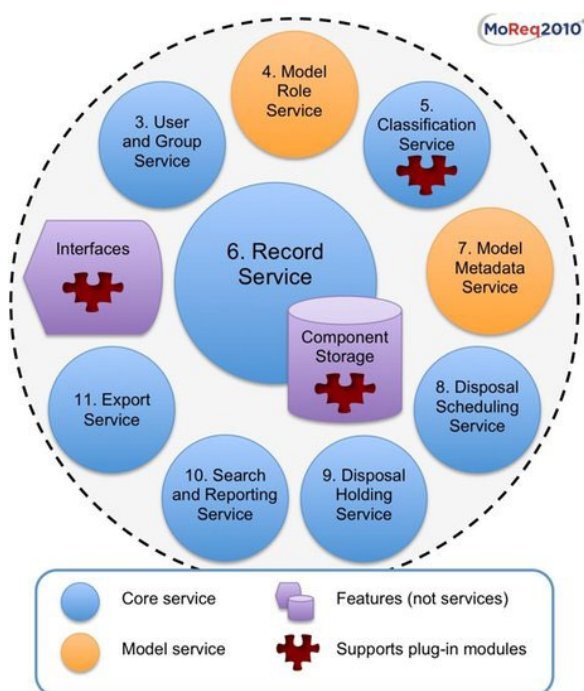 MoReq2010®
4. Model
Role
Service
3. User
and Group
Service
5.
Classification
Service
Interfaces
6. Record
Service
7. Model
Metadata
Service
Component
Storage
11. Export
Service
8. Disposal
Scheduling
Service
10. Search
and Reporting
Service
9. Disposal
Holding
Service
Core service
Features (not services)
Model service
Supports plug-in modules